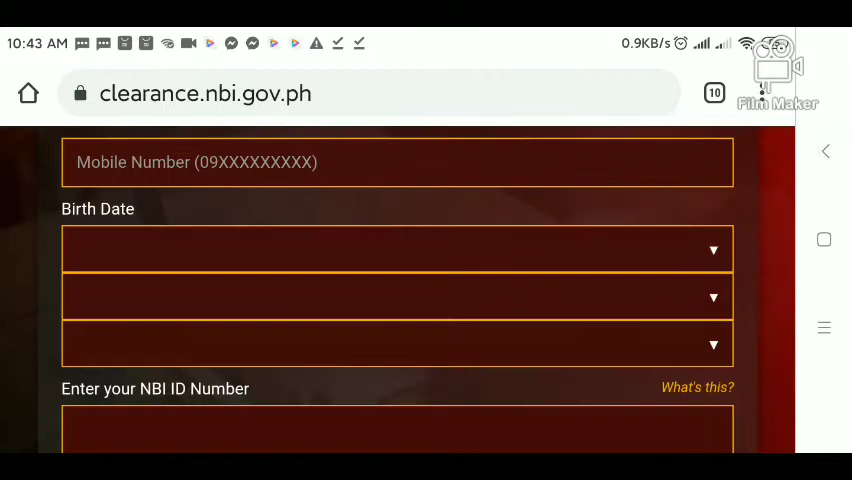 10:43 AM
0.9KB/s
clearance.nbi.gov.ph
10
Film Maker
Mobile Number (09XXXXXXXXX)
Birth Date
Enter your NBI ID Number
What's this?